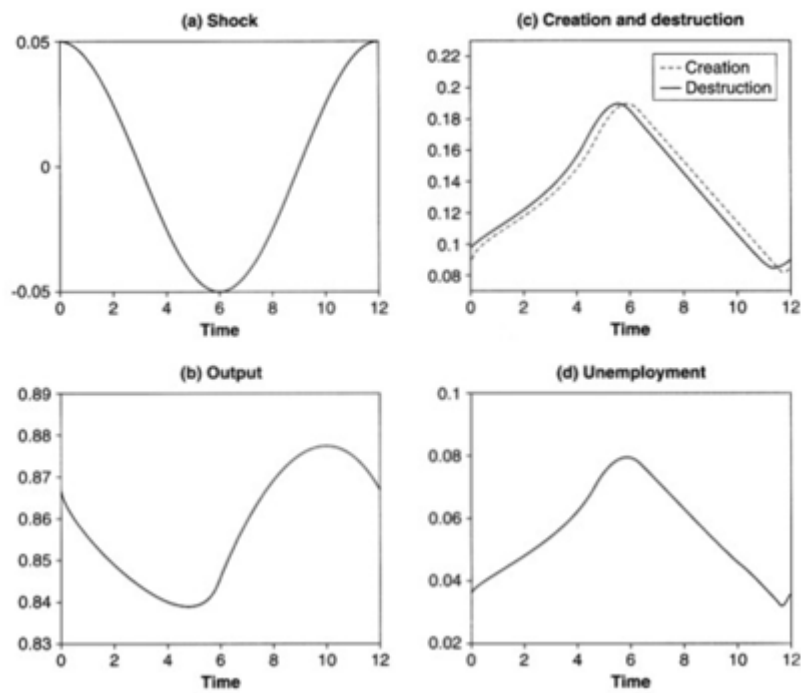 (a) Shock
0.05
0
-0.05
0 2 4 6 8 10 12
Time
(c) Creation and destruction
0.22
0.2
0.18
0.16
0.14
0.12
0.1
0.08
Creation
Destruction
0 2 4 6 8 10 12
Time
(b) Output
0.89
0.88
0.87
0.86
0.85
0.84
0.83
0 2 4 6 8 10 12
Time
(d) Unemployment
0.1
0.08
0.06
0.04
0.02
0 2 4 6 8 10 12
Time